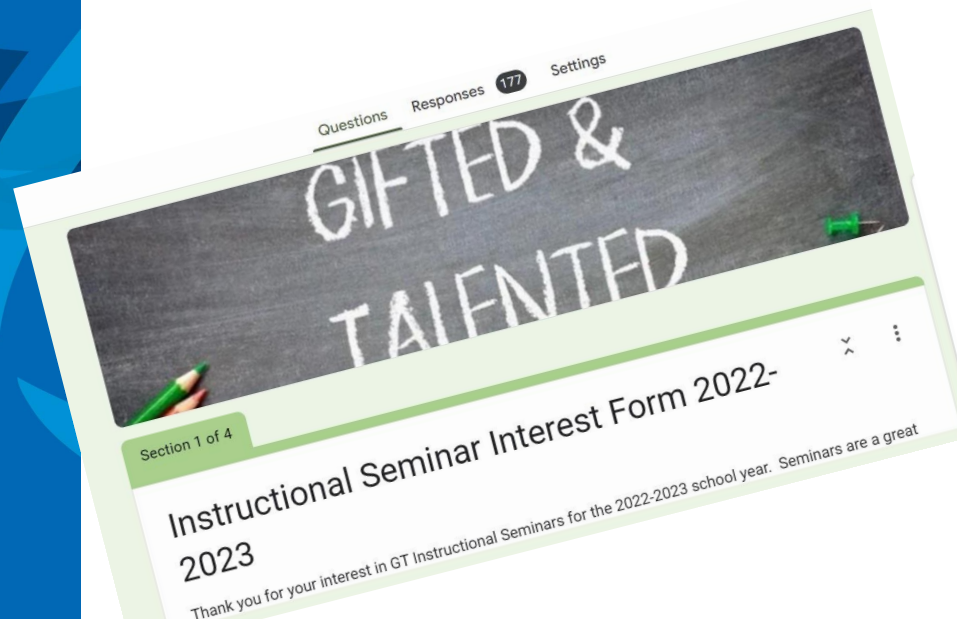 Questions Responses 177 Settings
GIFTED &
TALENTED
Section 1 of 4
Instructional Seminar Interest Form 2022-
2023
Thank you for your interest in GT Instructional Seminars for the 2022-2023 school year. Seminars are a great